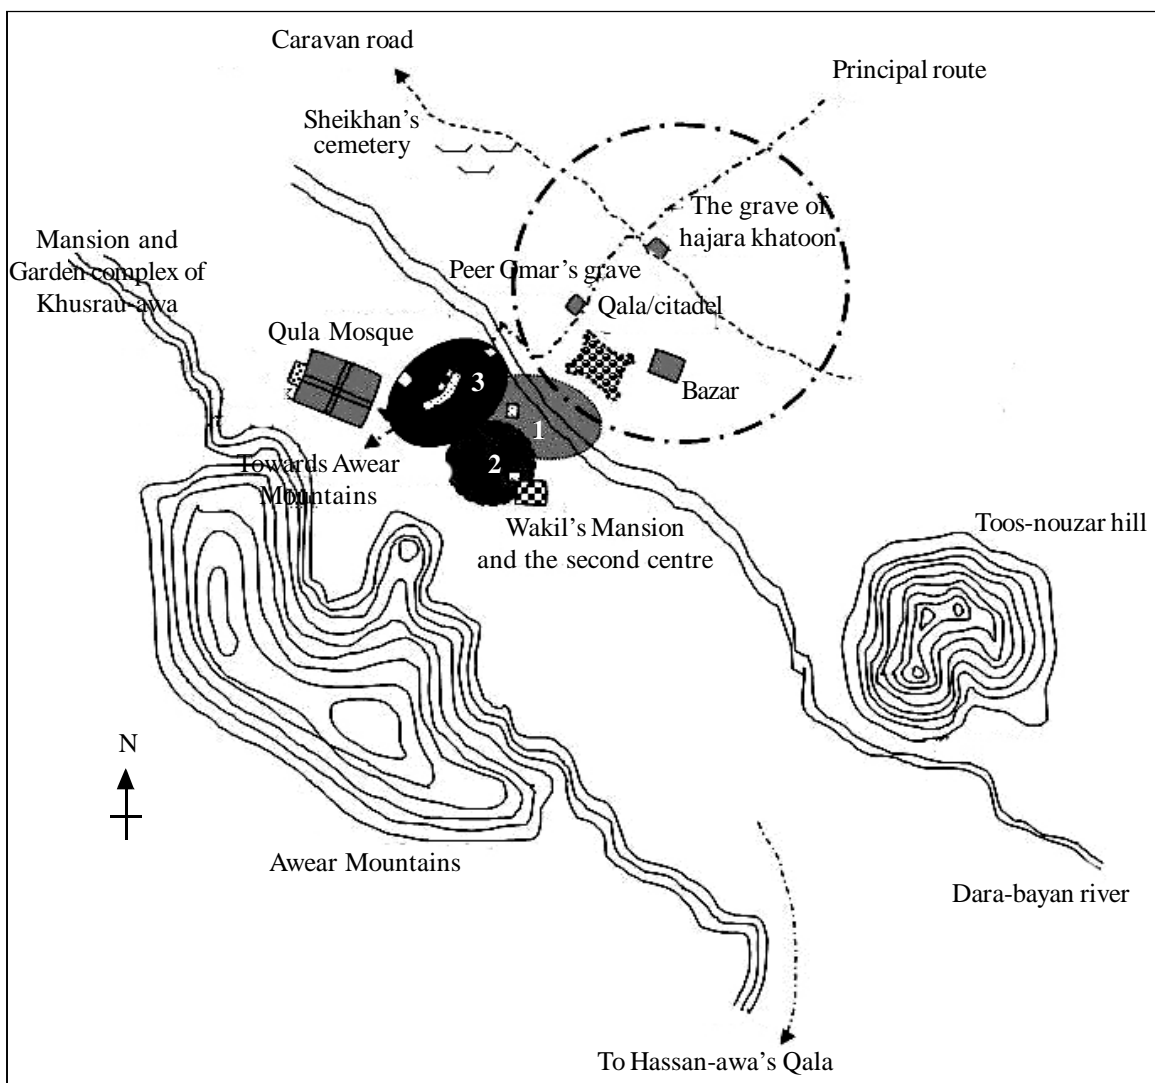 Caravan road
Principal route
Sheikhan's
cemetery
The grave of
hajara khatoon
Mansion and
Garden complex of
Khusrau-awa
Peer Omar's grave
Qala/citadel
Qula Mosque
3
Bazar
1
2
Towards Awear
Mountains
Wakil's Mansion
and the second centre
Toos-nouzar hill
N
Awear Mountains
Dara-bayan river
To Hassan-awa's Qala